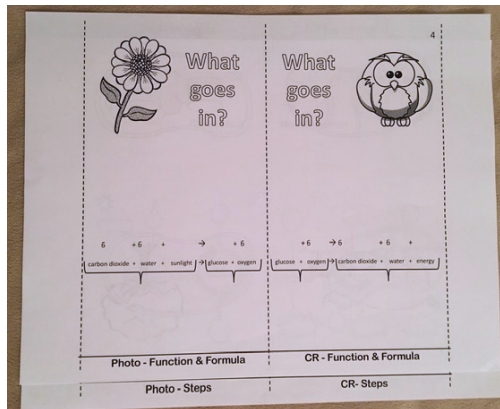 4
What
goes
in?
What
goes
in?
6 + 6 + → + 6
carbon dioxide + water + sunlight → glucose + oxygen
+ 6 → 6 + 6 +
glucose + oxygen → carbon dioxide + water + energy
Photo - Function & Formula
CR - Function & Formula
Photo - Steps
CR- Steps